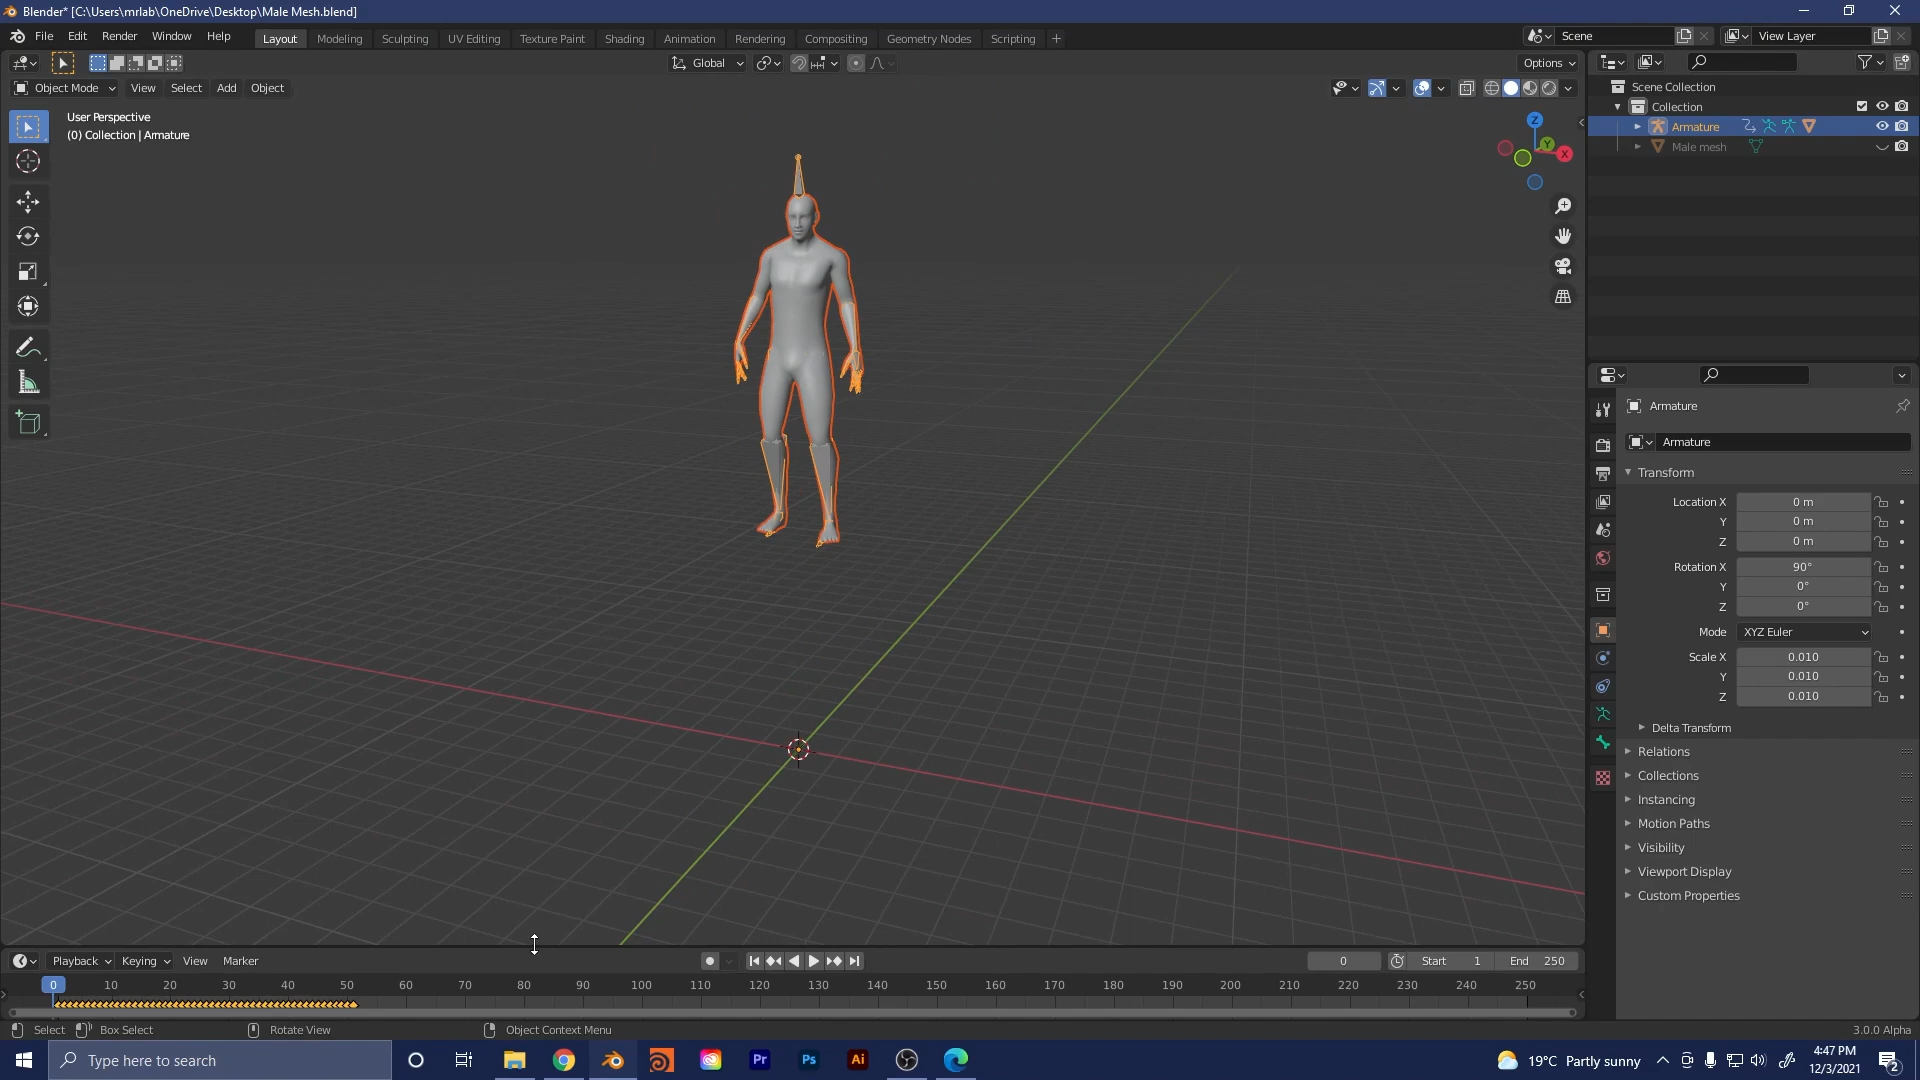 Blender* [C:\Users\mrlab\OneDrive\Desktop\Male Mesh.blend]
File Edit Render Window Help Layout Modeling Sculpting UV Editing Texture Paint Shading Animation Rendering Compositing Geometry Nodes Scripting + Scene View Layer
Global Options
Object Mode View Select Add Object
User Perspective
(0) Collection | Armature
Z
Y
X
Scene Collection
Collection
Armature
Male mesh
Armature
Armature
Transform
Location X 0 m
Y 0 m
Z 0 m
Rotation X 90°
Y 0°
Z 0°
Mode XYZ Euler
Scale X 0.010
Y 0.010
Z 0.010
Delta Transform
Relations
Collections
Instancing
Motion Paths
Visibility
Viewport Display
Custom Properties
Playback Keying View Marker 0 Start 1 End 250
0 10 20 30 40 50 60 70 80 90 100 110 120 130 140 150 160 170 180 190 200 210 220 230 240 250
Select Box Select Rotate View Object Context Menu 3.0.0 Alpha
Type here to search Pr Ps Ai 19°C Partly sunny 4:47 PM
12/3/2021 2